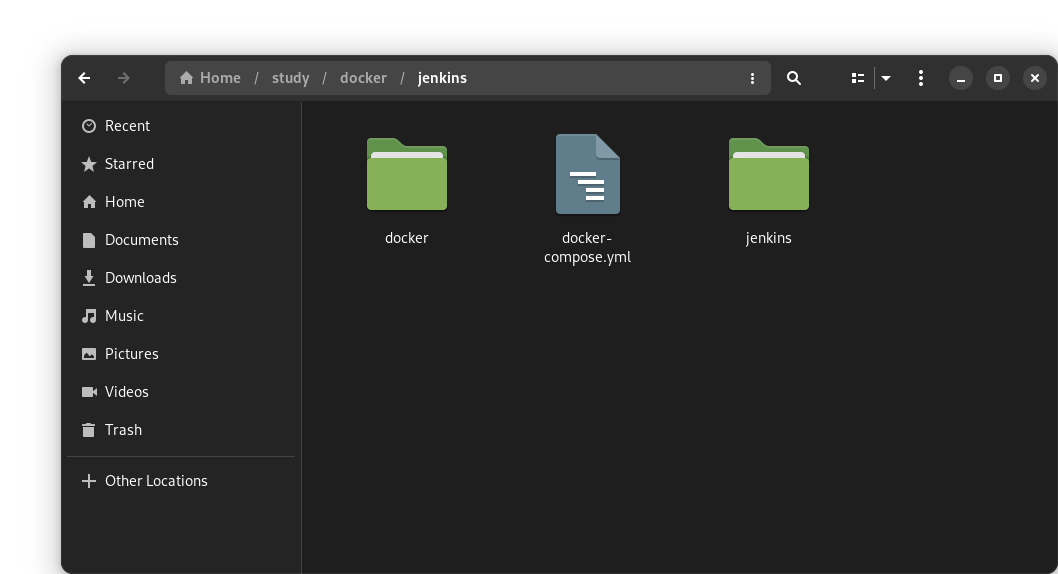 Home / study / docker / jenkins
Recent
Starred
Home
Documents
Downloads
Music
Pictures
Videos
Trash
Other Locations
docker
docker-
compose.yml
jenkins